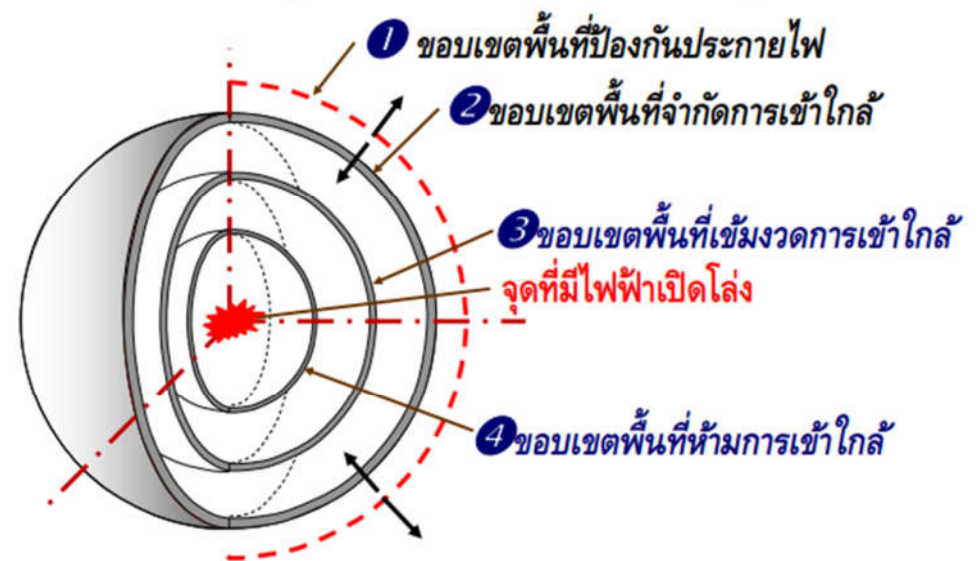 1 ขอบเขตพื้นที่ป้องกันประกายไฟ
2 ขอบเขตพื้นที่จำกัดการเข้าใกล้
3 ขอบเขตพื้นที่เข้มงวดการเข้าใกล้
จุดที่มีไฟฟ้าเปิดโล่ง
4 ขอบเขตพื้นที่ห้ามการเข้าใกล้